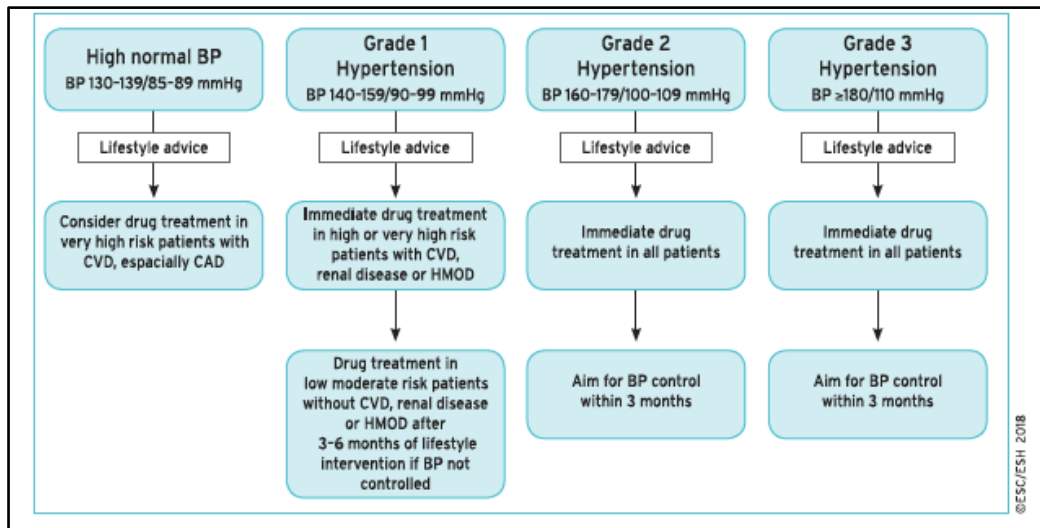 High normal BP
BP 130-139/85-89 mmHg
Lifestyle advice
Consider drug treatment in
very high risk patients with
CVD, espacially CAD
Grade 1
Hypertension
BP 140-159/90-99 mmHg
Lifestyle advice
Immediate drug treatment
in high or very high risk
patients with CVD,
renal disease or HMOD
Drug treatment in
low moderate risk patients
without CVD, renal disease
or HMOD after
3-6 months of lifestyle
intervention if BP not
controlled
Grade 2
Hypertension
BP 160-179/100-109 mmHg
Lifestyle advice
Immediate drug
treatment in all patients
Aim for BP control
within 3 months
Grade 3
Hypertension
BP ≥180/110 mmHg
Lifestyle advice
Immediate drug
treatment in all patients
Aim for BP control
within 3 months
©ESC/ESH 2018